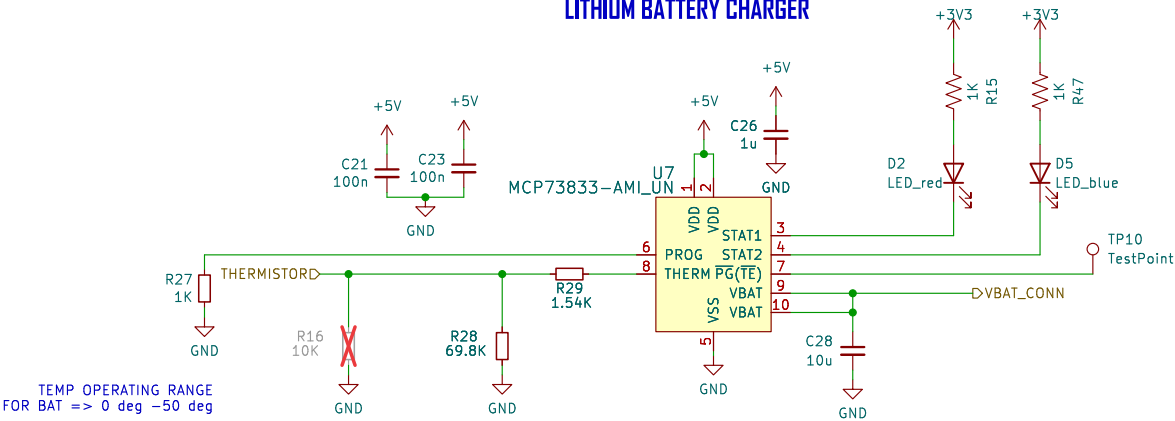 LITHIUM BATTERY CHARGER
+3V3
+3V3
1K
R15
1K
R47
+5V
+5V
+5V
+5V
C26
1u
C21
100n
C23
100n
GND
GND
U7
MCP73833-AMI_UN
D2
LED_red
D5
LED_blue
1
2
VDD
VDD
STAT1
3
STAT2
4
6
PROG
8
THERM
PG(TE)
7
VBAT
9
VBAT
10
VSS
5
TP10
TestPoint
VBAT_CONN
THERMISTOR
R27
1K
GND
R29
1.54K
R16
10K
GND
R28
69.8K
GND
GND
C28
10u
GND
TEMP OPERATING RANGE
FOR BAT => 0 deg -50 deg